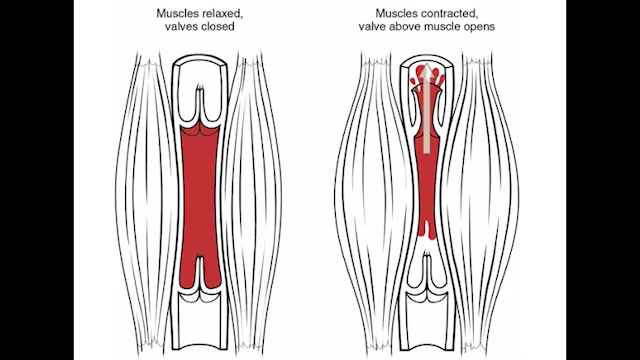 Muscles relaxed,
valves closed
Muscles contracted,
valve above muscle opens